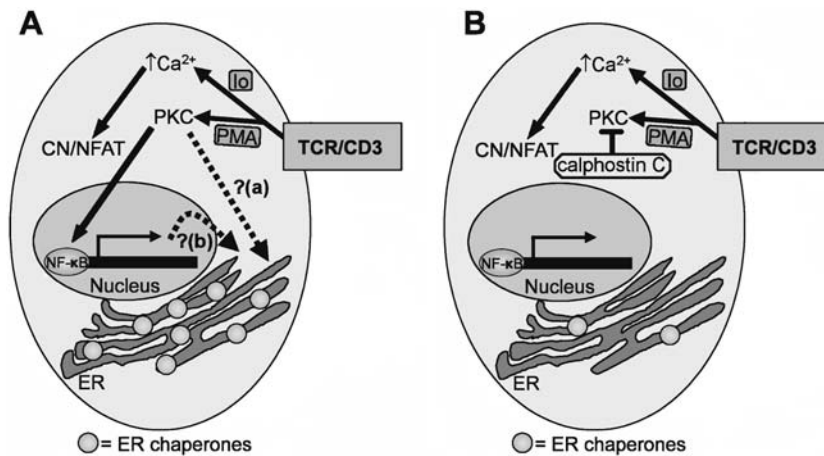 A
↑Ca²⁺
Io
PKC
PMA
TCR/CD3
CN/NFAT
?(a)
?(b)
NF-κB
Nucleus
ER
= ER chaperones
B
↑Ca²⁺
Io
PKC
PMA
TCR/CD3
CN/NFAT
calphostin C
NF-κB
Nucleus
ER
= ER chaperones